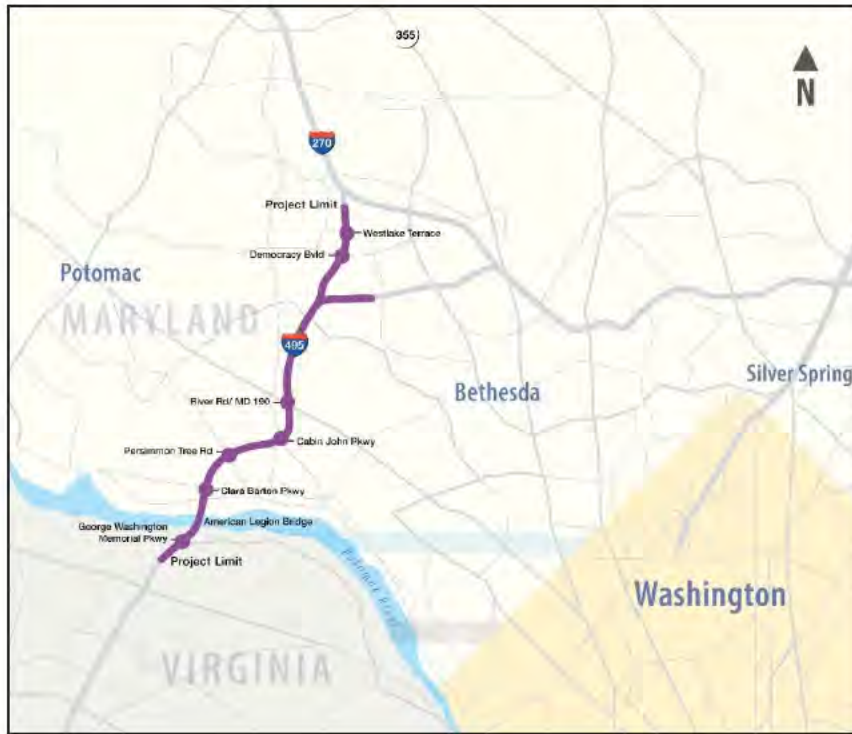 355
N
270
Project Limit
Westlake Terrace
Democracy Bvld
Potomac
MARYLAND
495
Silver Spring
Bethesda
River Rd/ MD 190
Cabin John Pkwy
Persimmon Tree Rd
Clara Barton Pkwy
American Legion Bridge
George Washington
Memorial Pkwy
Project Limit
Potomac River
Washington
VIRGINIA